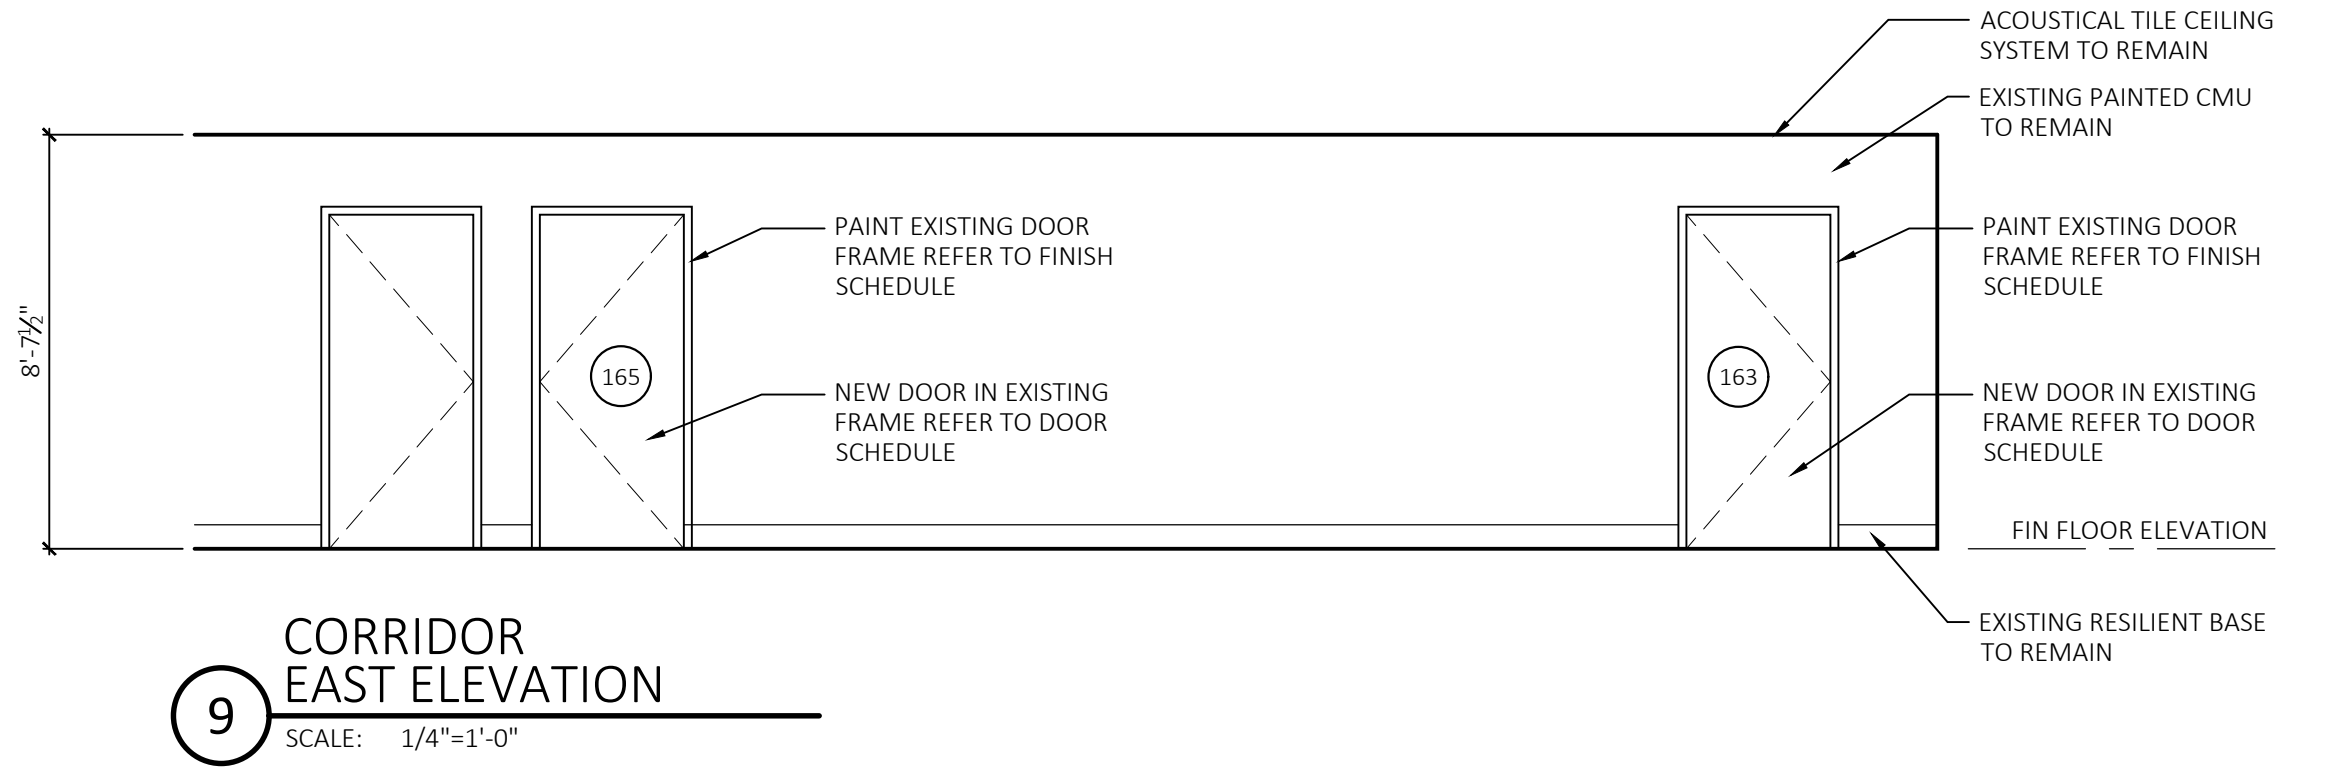 ACOUSTICAL TILE CEILING
SYSTEM TO REMAIN
EXISTING PAINTED CMU
TO REMAIN
PAINT EXISTING DOOR
FRAME REFER TO FINISH
SCHEDULE
PAINT EXISTING DOOR
FRAME REFER TO FINISH
SCHEDULE
8'-7½"
165
163
NEW DOOR IN EXISTING
FRAME REFER TO DOOR
SCHEDULE
NEW DOOR IN EXISTING
FRAME REFER TO DOOR
SCHEDULE
FIN FLOOR ELEVATION
EXISTING RESILIENT BASE
TO REMAIN
CORRIDOR
EAST ELEVATION
9
SCALE: 1/4"=1'-0"